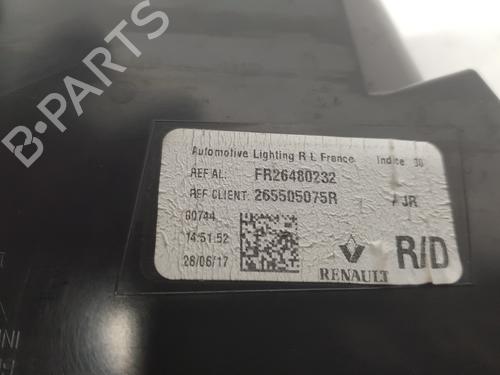 Automotive Lighting R L France Indice 30
REF AL: FR26480232
REF CLIENT: 265505075R AJR
60744
14:51:52
28/06/17
RENAULT
R/D
B-PARTS